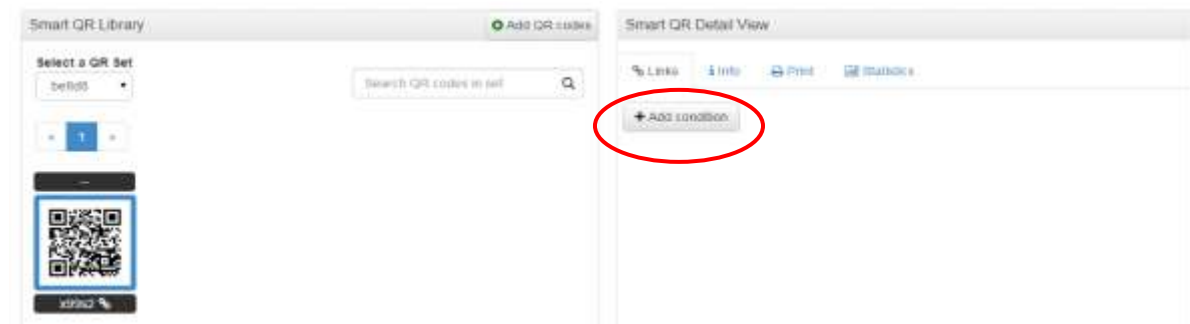 Smart QR Library
Add QR codes
Select a QR Set
Search QR codes in set
« 1 »
--
Smart QR Detail View
Links Info Print Statistics
Add condition